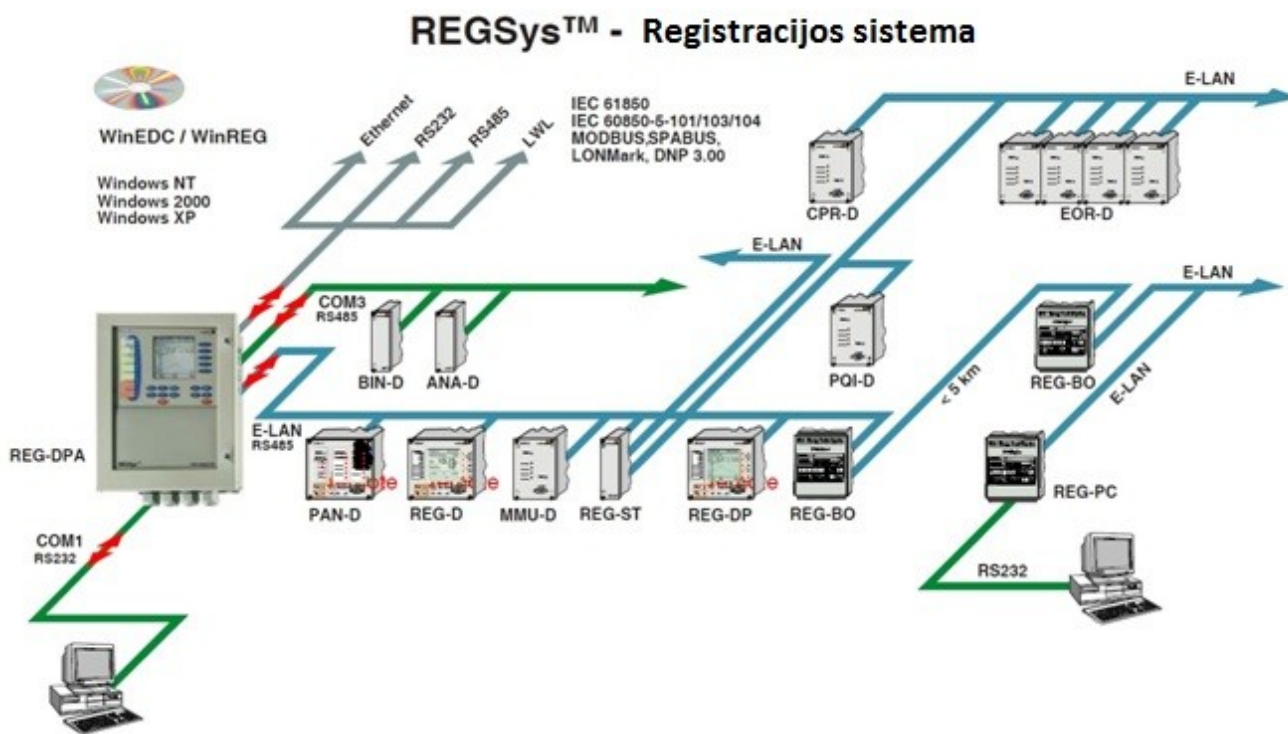 REGSys™ - Registracijos sistema
WinEDC / WinREG
Windows NT
Windows 2000
Windows XP
Ethernet
RS232
RS485
LWL
IEC 61850
IEC 60850-5-101/103/104
MODBUS,SPABUS,
LONMark, DNP 3.00
E-LAN
CPR-D
EOR-D
E-LAN
E-LAN
COM3
RS485
BIN-D
ANA-D
PQI-D
REG-BO
< 5 km
E-LAN
E-LAN
RS485
REG-DPA
PAN-D
REG-D
MMU-D
REG-ST
REG-DP
REG-BO
REG-PC
COM1
RS232
RS232